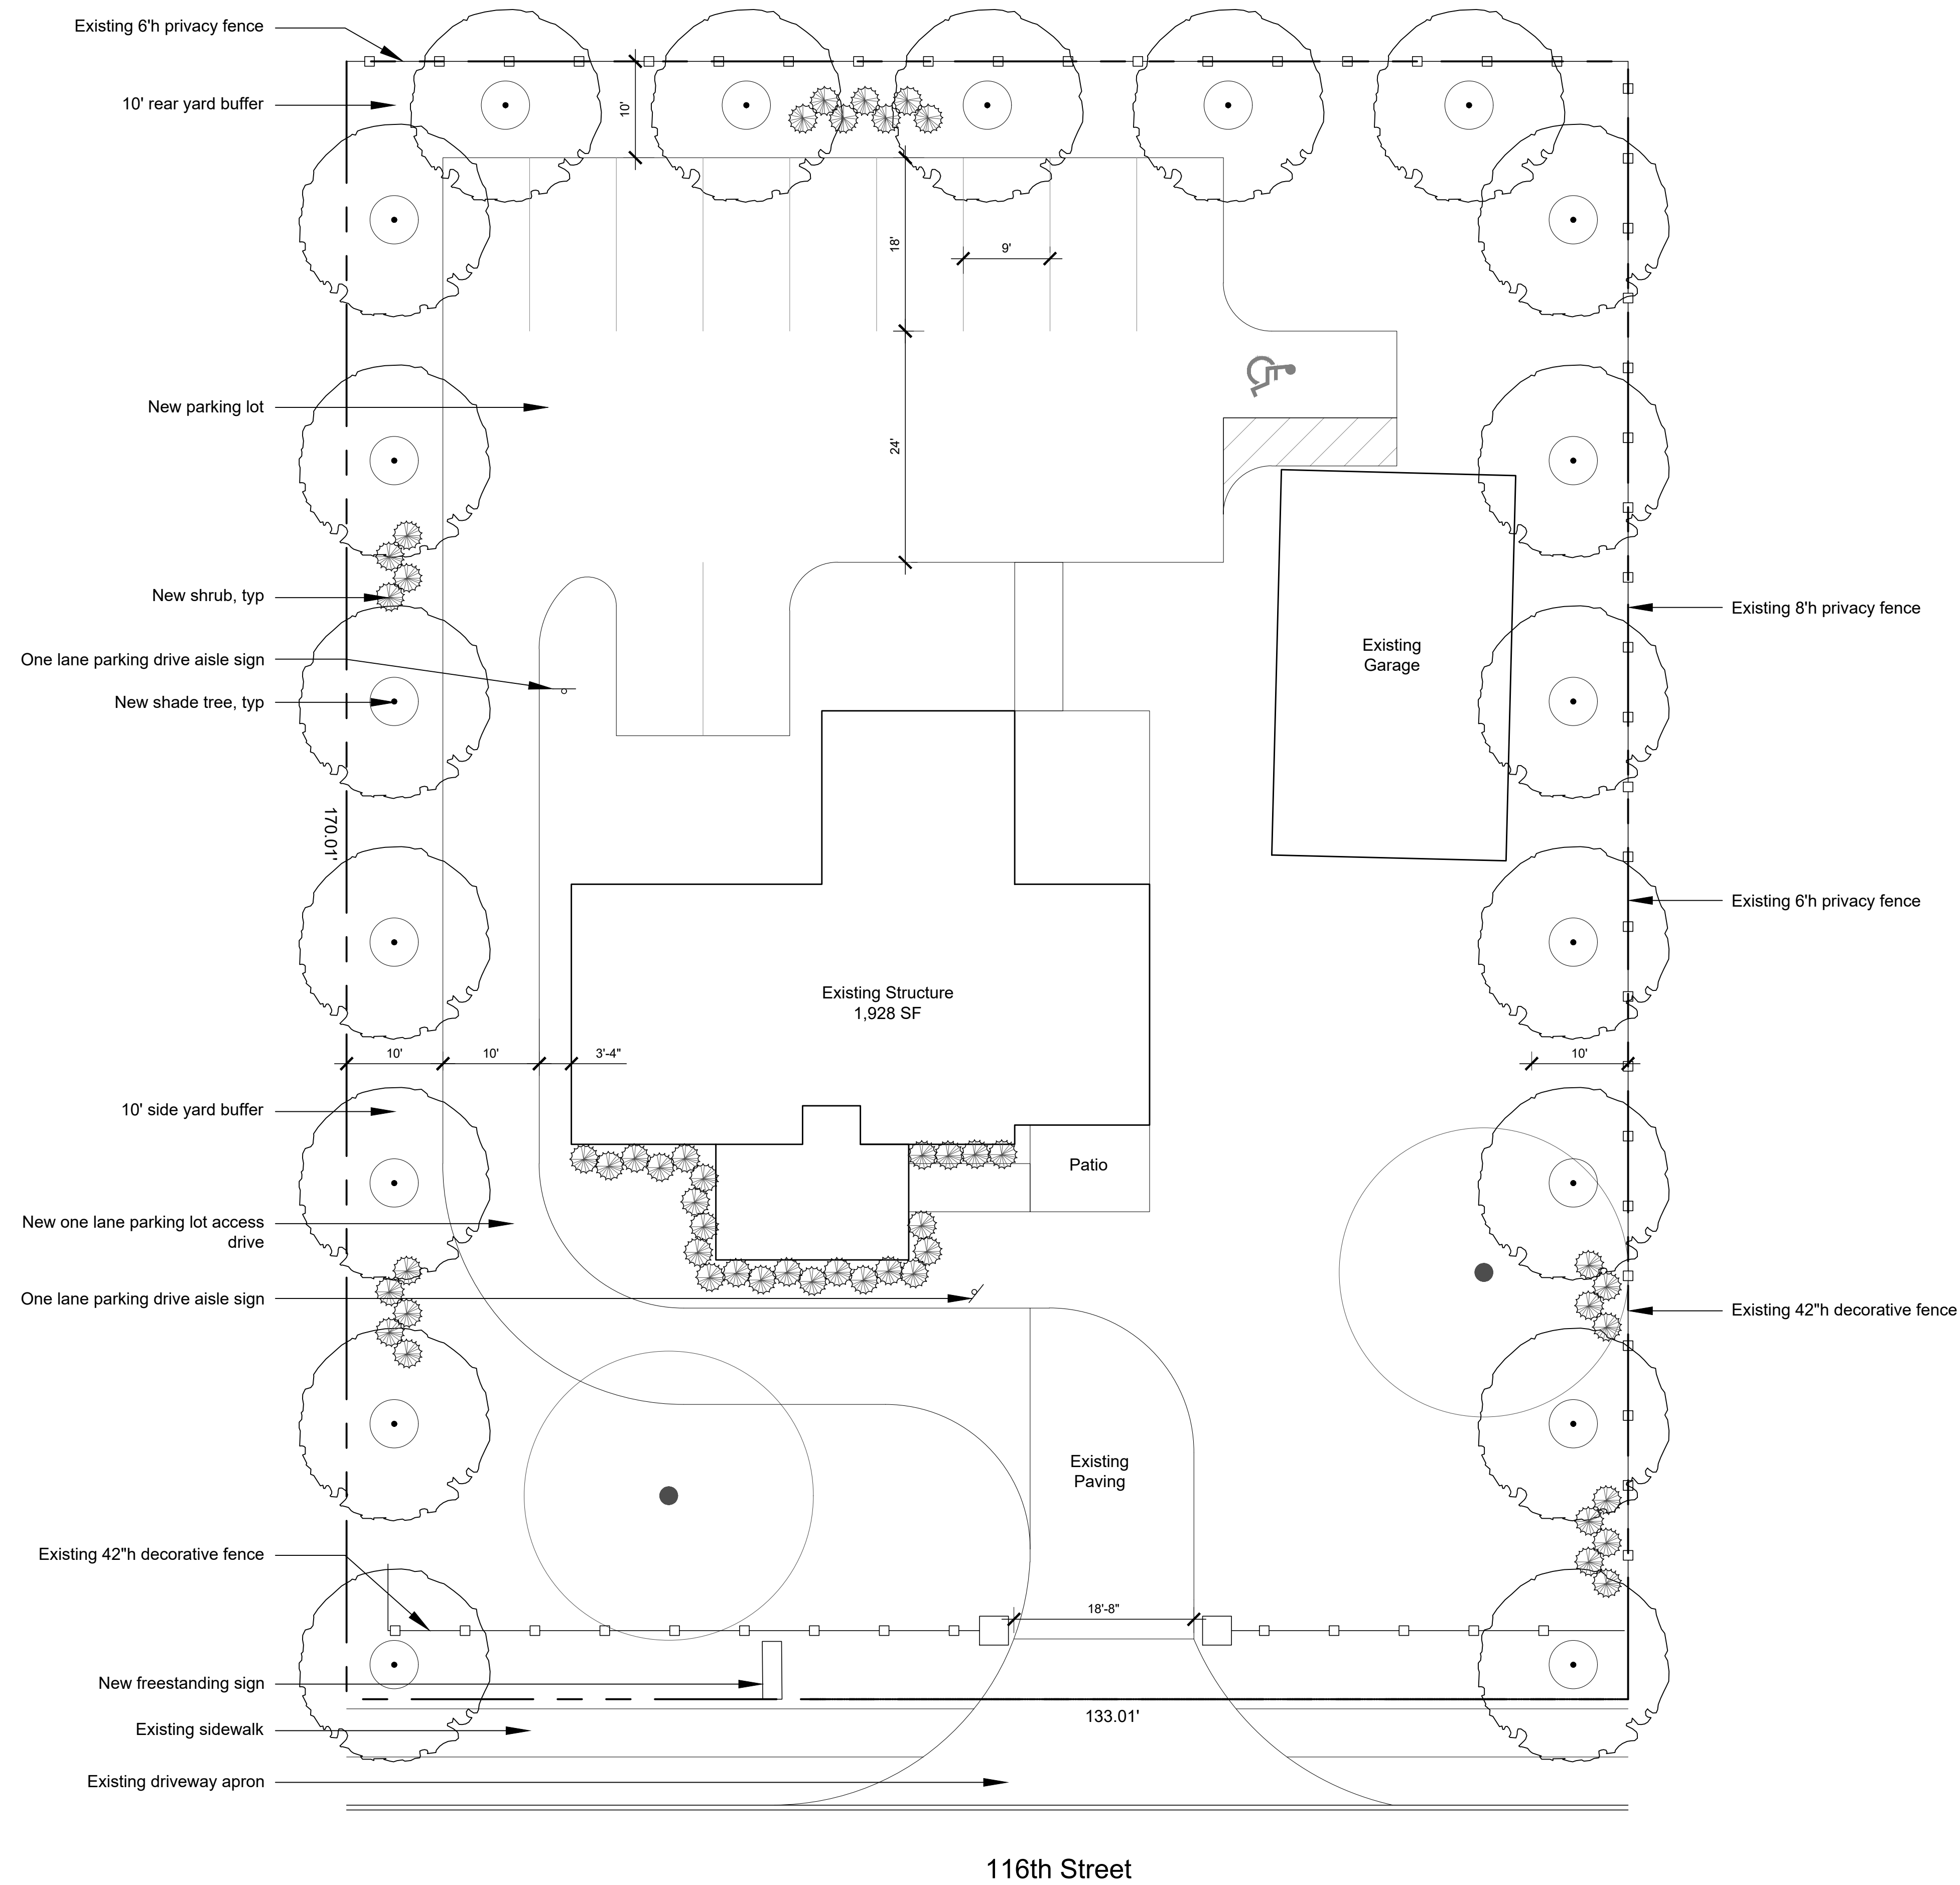 Existing 6'h privacy fence
10' rear yard buffer
10'
18'
9'
New parking lot
24'
New shrub, typ
Existing 8'h privacy fence
Existing
Garage
One lane parking drive aisle sign
New shade tree, typ
170.01'
Existing 6'h privacy fence
Existing Structure
1,928 SF
10'
10'
3'-4"
10'
10' side yard buffer
Patio
New one lane parking lot access
drive
One lane parking drive aisle sign
Existing 42"h decorative fence
Existing
Paving
Existing 42"h decorative fence
18'-8"
New freestanding sign
133.01'
Existing sidewalk
Existing driveway apron
116th Street